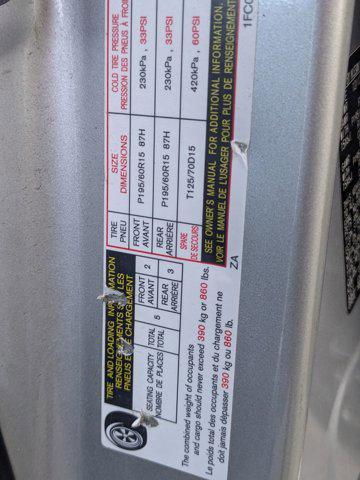 TIRE AND LOADING INFORMATION
RENSEIGNEMENTS SUR LES
PNEUS ET LE CHARGEMENT
SEATING CAPACITY TOTAL 5 FRONT 2 REAR 3
NOMBRE DE PLACES TOTAL AVANT ARRIÈRE
The combined weight of occupants
and cargo should never exceed 390 kg or 860 lbs.
Le poids total des occupants et du chargement ne
doit jamais dépasser 390 kg ou 860 lb.
TIRE SIZE COLD TIRE PRESSURE
PNEU DIMENSIONS PRESSION DES PNEUS À FROID
FRONT P195/60R15 87H 230kPa , 33PSI
AVANT
REAR P195/60R15 87H 230kPa , 33PSI
ARRIÈRE
SPARE T125/70D15 420kPa , 60PSI
DE SECOURS
SEE OWNER'S MANUAL FOR ADDITIONAL INFORMATION.
VOIR LE MANUEL DE L'USAGER POUR PLUS DE RENSEIGNEMENT
ZA 1FCC